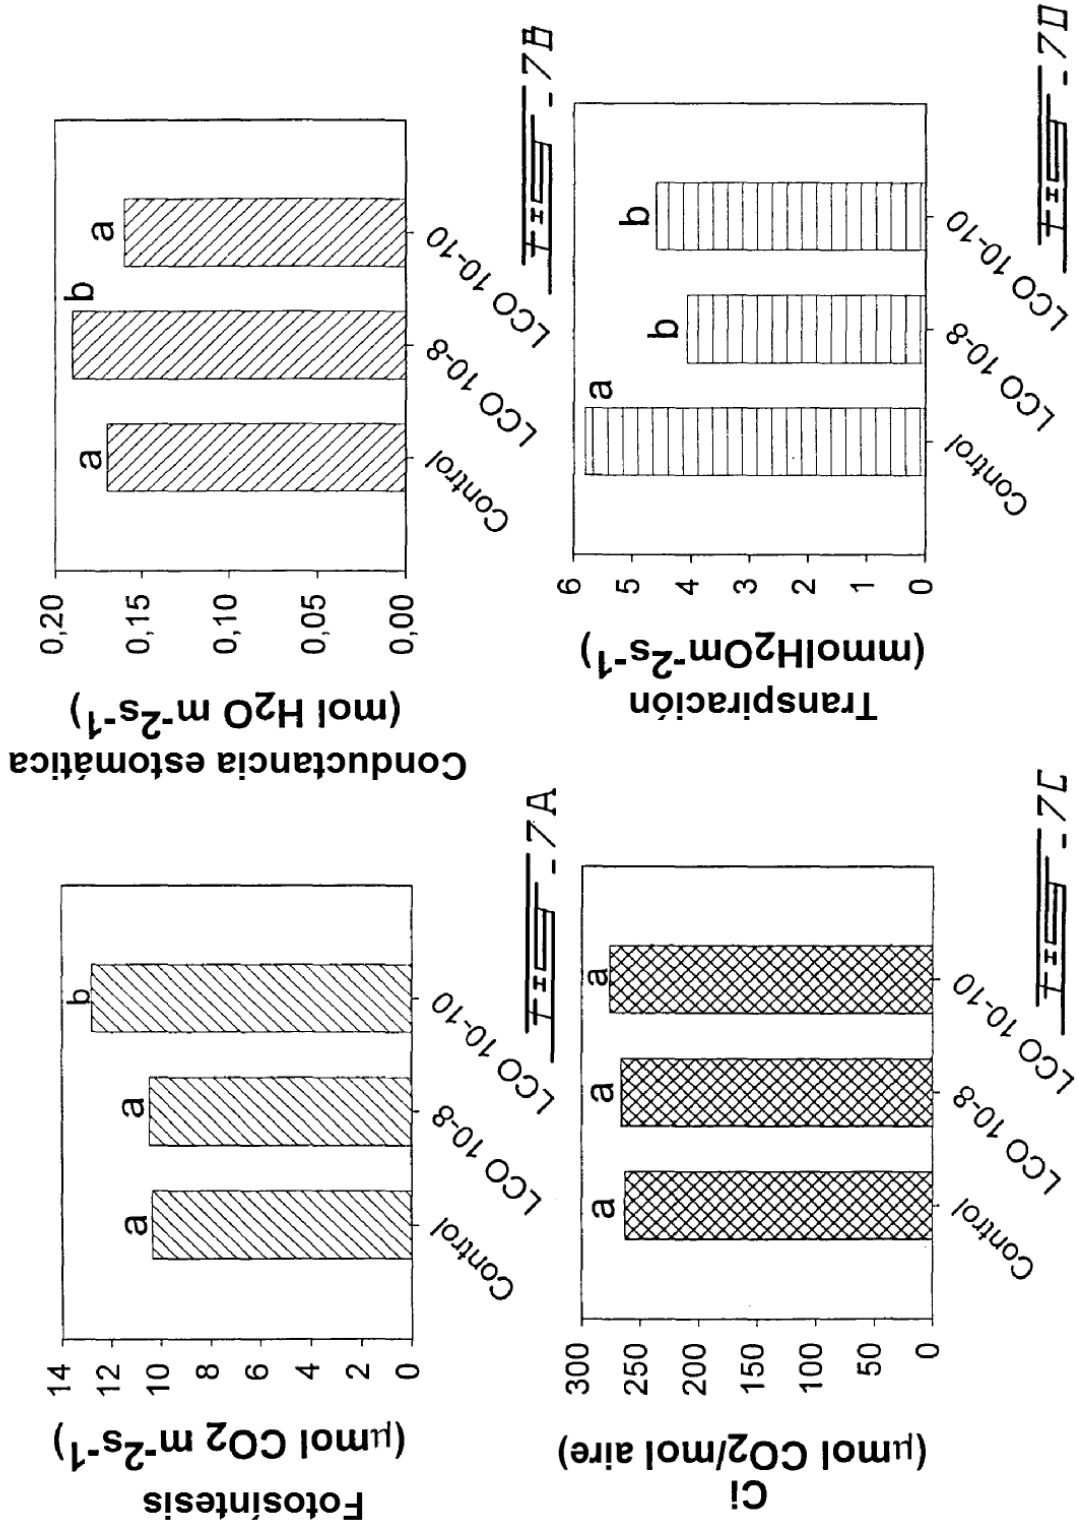 Fotosíntesis
(µmol CO₂ m⁻²s⁻¹)
14
12
10
8
6
4
2
0
a
a
b
Control
LCO 10-8
LCO 10-10
FIG-7A
Conductancia estomática
(mol H₂O m⁻²s⁻¹)
0,20
0,15
0,10
0,05
0,00
a
b
a
Control
LCO 10-8
LCO 10-10
FIG-7B
Ci
(µmol CO₂/mol aire)
300
250
200
150
100
50
0
a
a
a
Control
LCO 10-8
LCO 10-10
FIG-7C
Transpiración
(mmolH₂Om⁻²s⁻¹)
6
5
4
3
2
1
0
a
b
b
Control
LCO 10-8
LCO 10-10
FIG-7D